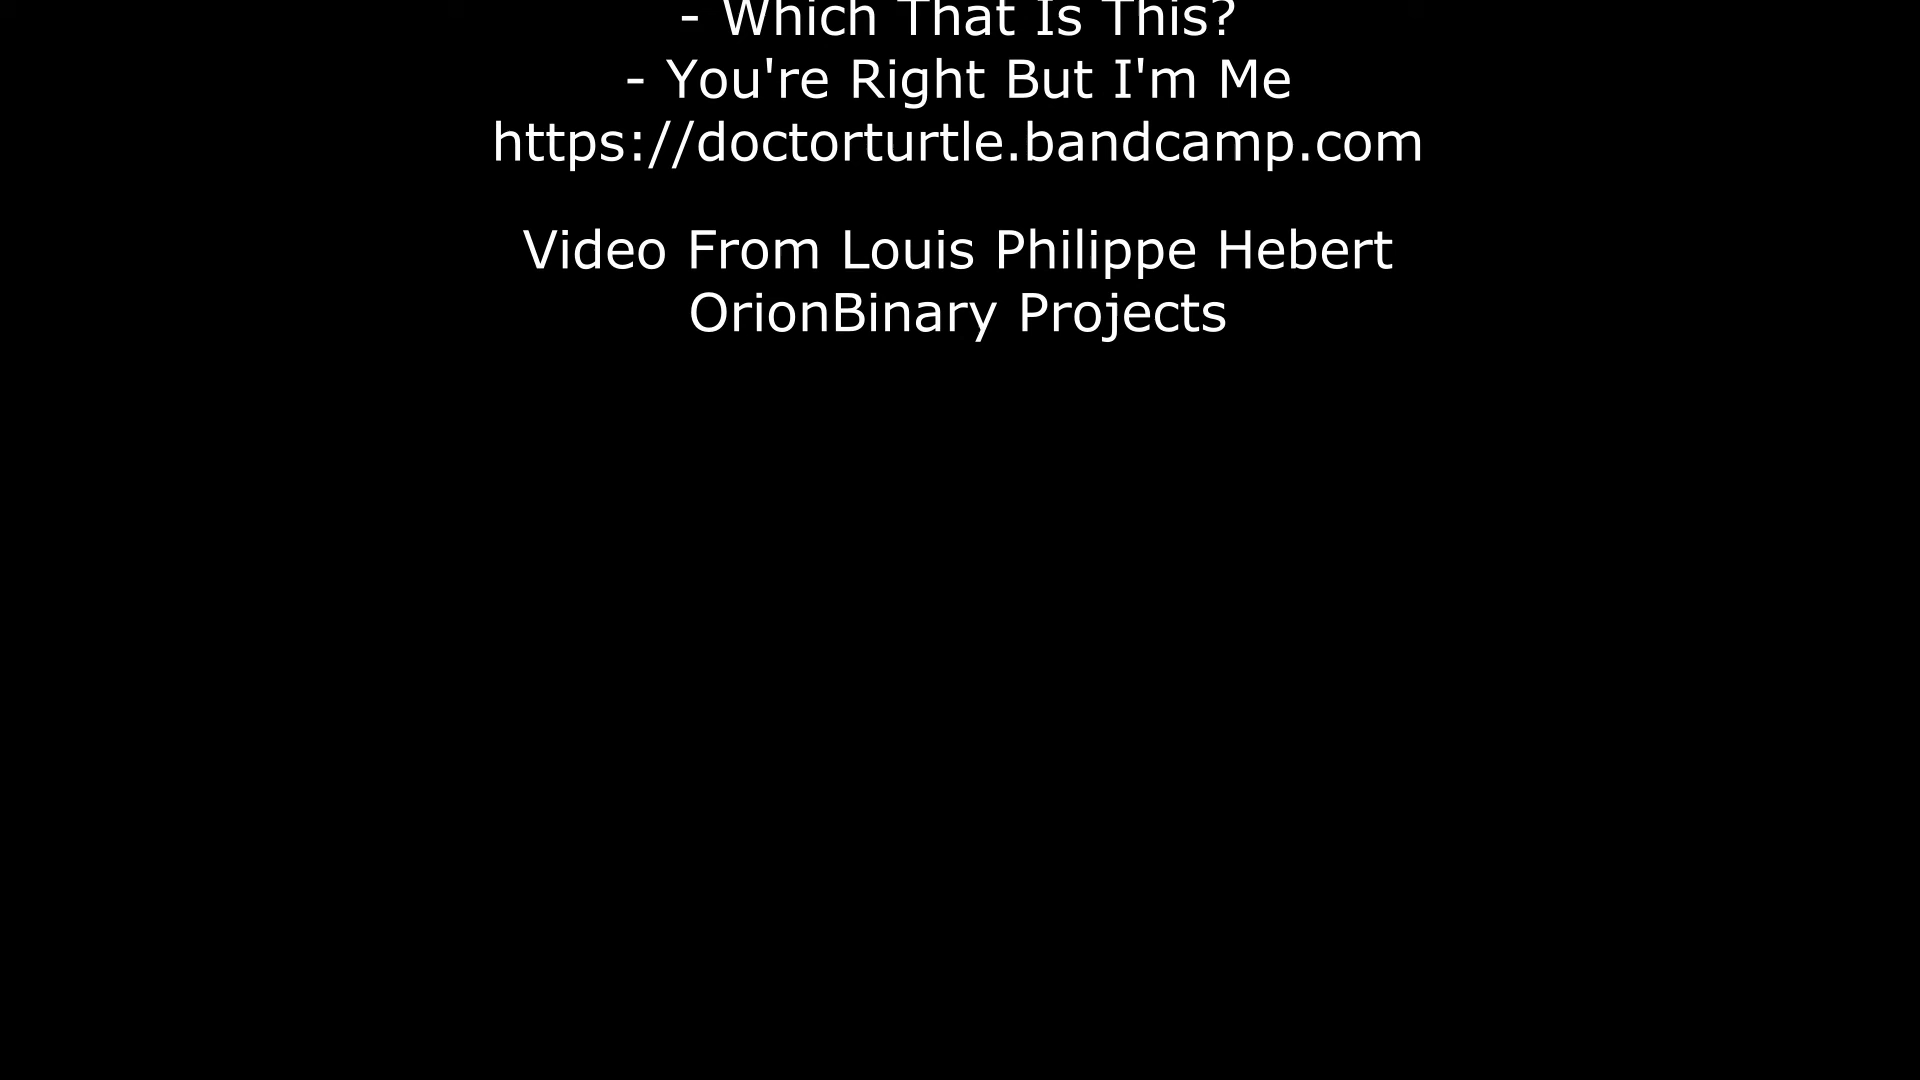 - Which That Is This?
- You're Right But I'm Me
https://doctorturtle.bandcamp.com
Video From Louis Philippe Hebert
OrionBinary Projects